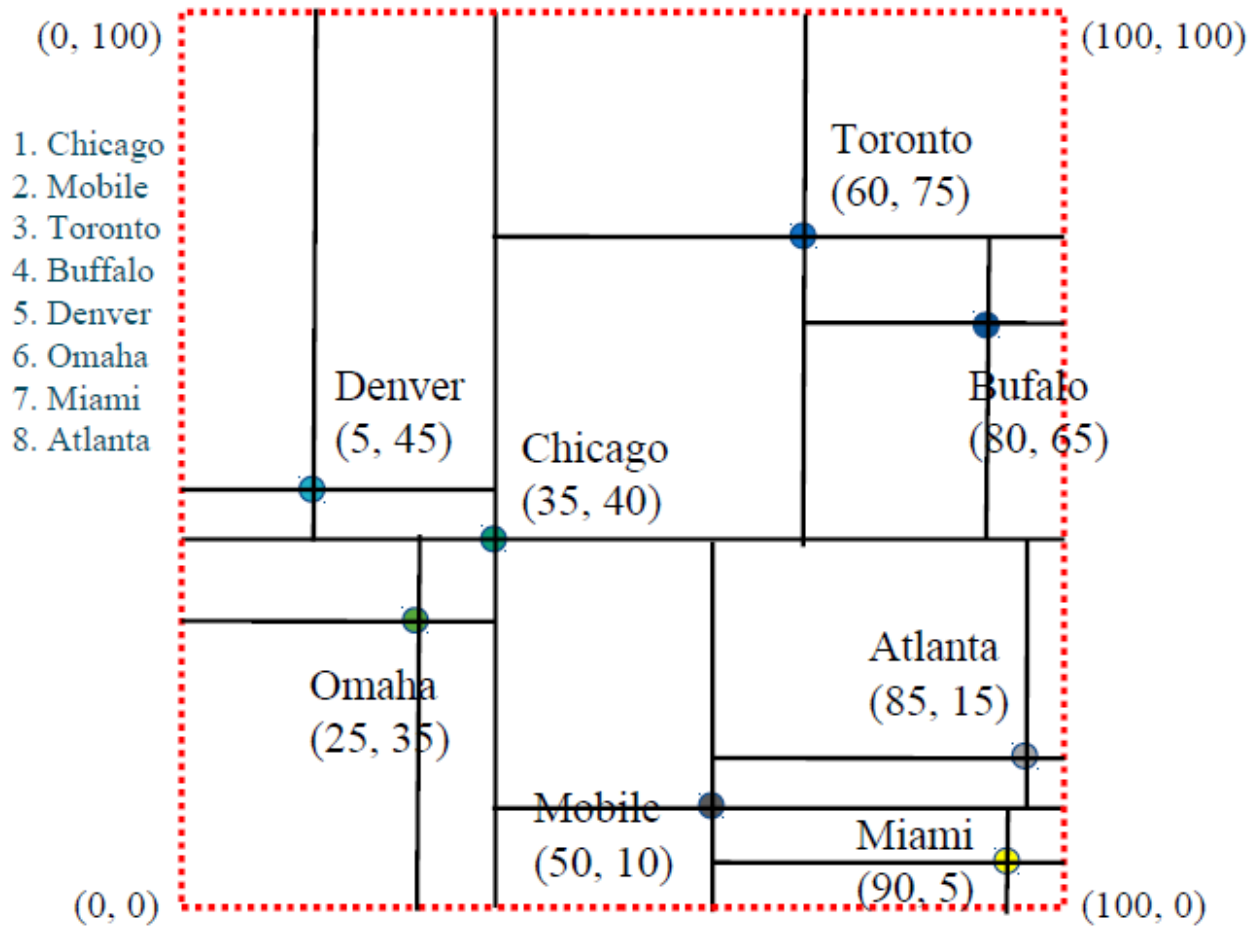 (0, 100)
(100, 100)
1. Chicago
2. Mobile
3. Toronto
4. Buffalo
5. Denver
6. Omaha
7. Miami
8. Atlanta
Toronto
(60, 75)
Denver
(5, 45)
Bufalo
(80, 65)
Chicago
(35, 40)
Omaha
(25, 35)
Atlanta
(85, 15)
Mobile
(50, 10)
Miami
(90, 5)
(0, 0)
(100, 0)